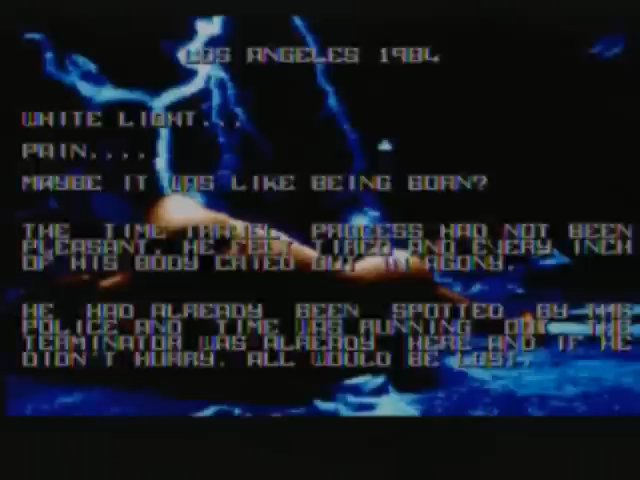 LOS ANGELES 1984
WHITE LIGHT...
PAIN....
MAYBE IT WAS LIKE BEING BORN?
THE TIME TRAVEL PROCESS HAD NOT BEEN
PLEASANT. HE FELT TIRED AND EVERY INCH
OF HIS BODY CRIED OUT IN AGONY.
HE HAD ALREADY BEEN SPOTTED BY THE
POLICE AND TIME WAS RUNNING OUT THE
TERMINATOR WAS ALREADY HERE AND IF HE
DIDN'T HURRY. ALL WOULD BE LOST,